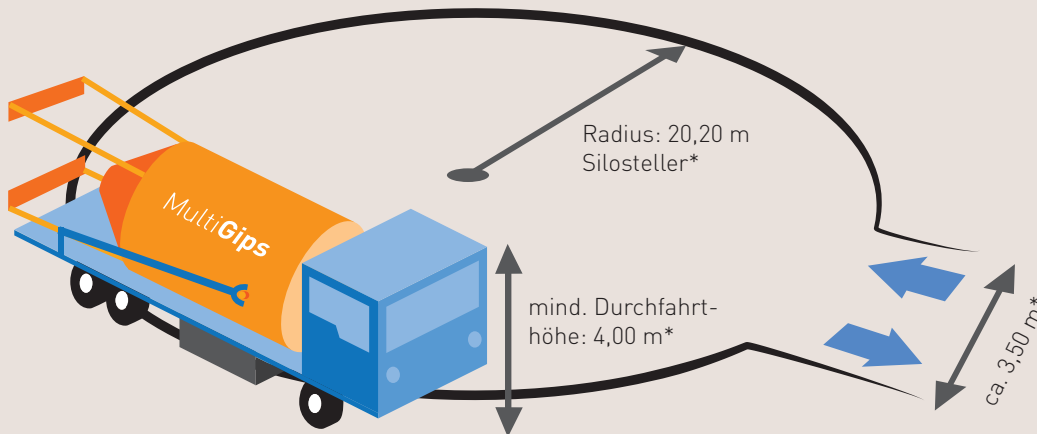 Radius: 20,20 m
Silosteller*
MultiGips
mind. Durchfahrt-
höhe: 4,00 m*
ca. 3,50 m*